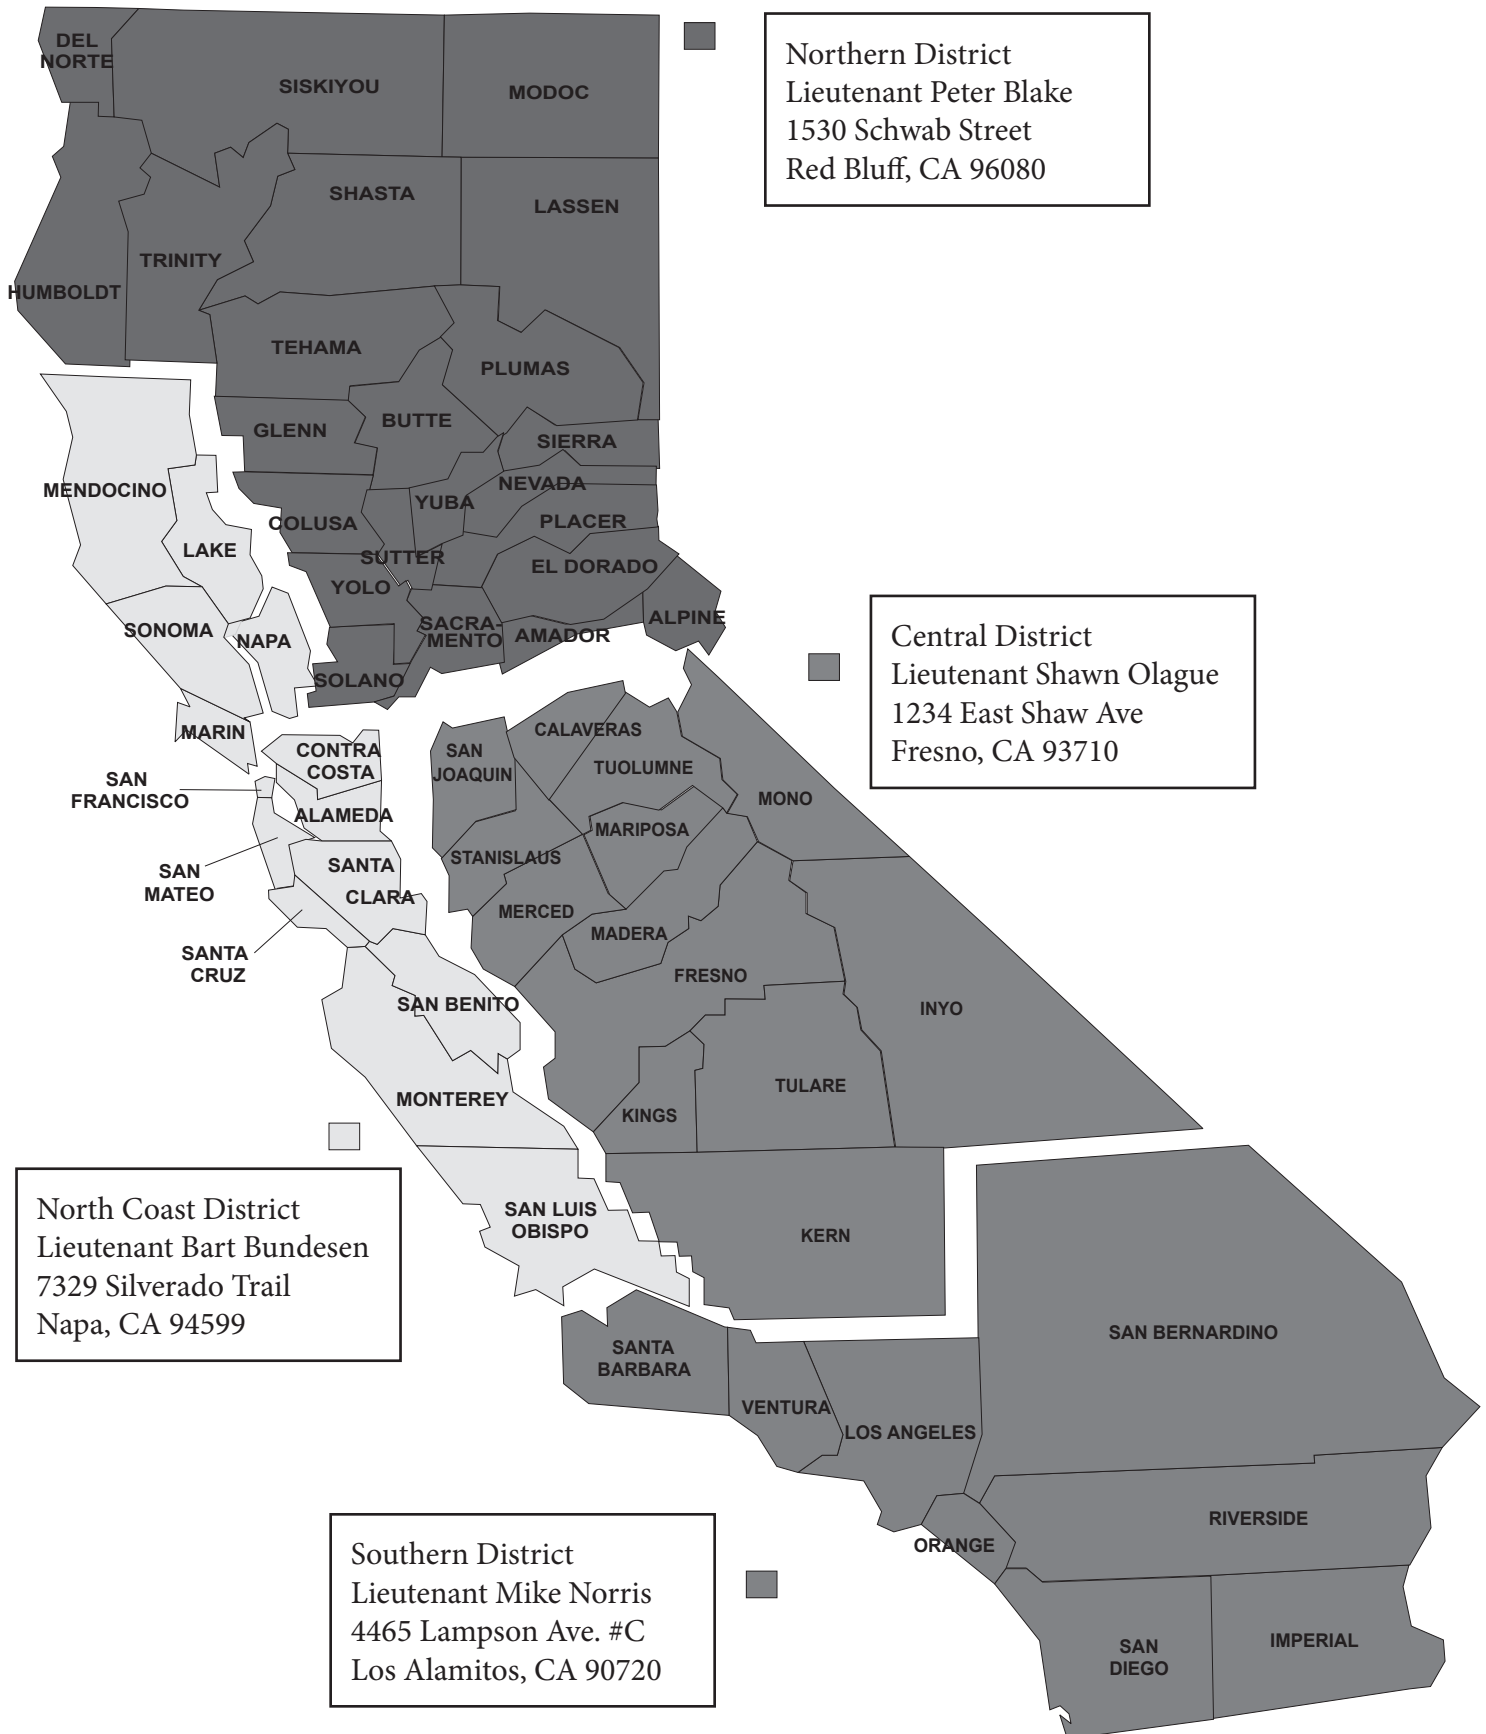 DEL
NORTE
SISKIYOU
MODOC
Northern District
Lieutenant Peter Blake
1530 Schwab Street
Red Bluff, CA 96080
SHASTA
LASSEN
TRINITY
HUMBOLDT
TEHAMA
PLUMAS
BUTTE
GLENN
SIERRA
NEVADA
MENDOCINO
YUBA
COLUSA
PLACER
LAKE
SUTTER
EL DORADO
YOLO
SONOMA
NAPA
SACRA-
MENTO
AMADOR
ALPINE
SOLANO
Central District
Lieutenant Shawn Olague
1234 East Shaw Ave
Fresno, CA 93710
MARIN
CONTRA
COSTA
SAN
JOAQUIN
CALAVERAS
TUOLUMNE
SAN
FRANCISCO
MONO
ALAMEDA
MARIPOSA
SAN
MATEO
SANTA
CLARA
STANISLAUS
MERCED
MADERA
SANTA
CRUZ
FRESNO
SAN BENITO
INYO
MONTEREY
TULARE
KINGS
North Coast District
Lieutenant Bart Bundesen
7329 Silverado Trail
Napa, CA 94599
SAN LUIS
OBISPO
KERN
SAN BERNARDINO
SANTA
BARBARA
VENTURA
LOS ANGELES
RIVERSIDE
ORANGE
Southern District
Lieutenant Mike Norris
4465 Lampson Ave. #C
Los Alamitos, CA 90720
SAN
DIEGO
IMPERIAL